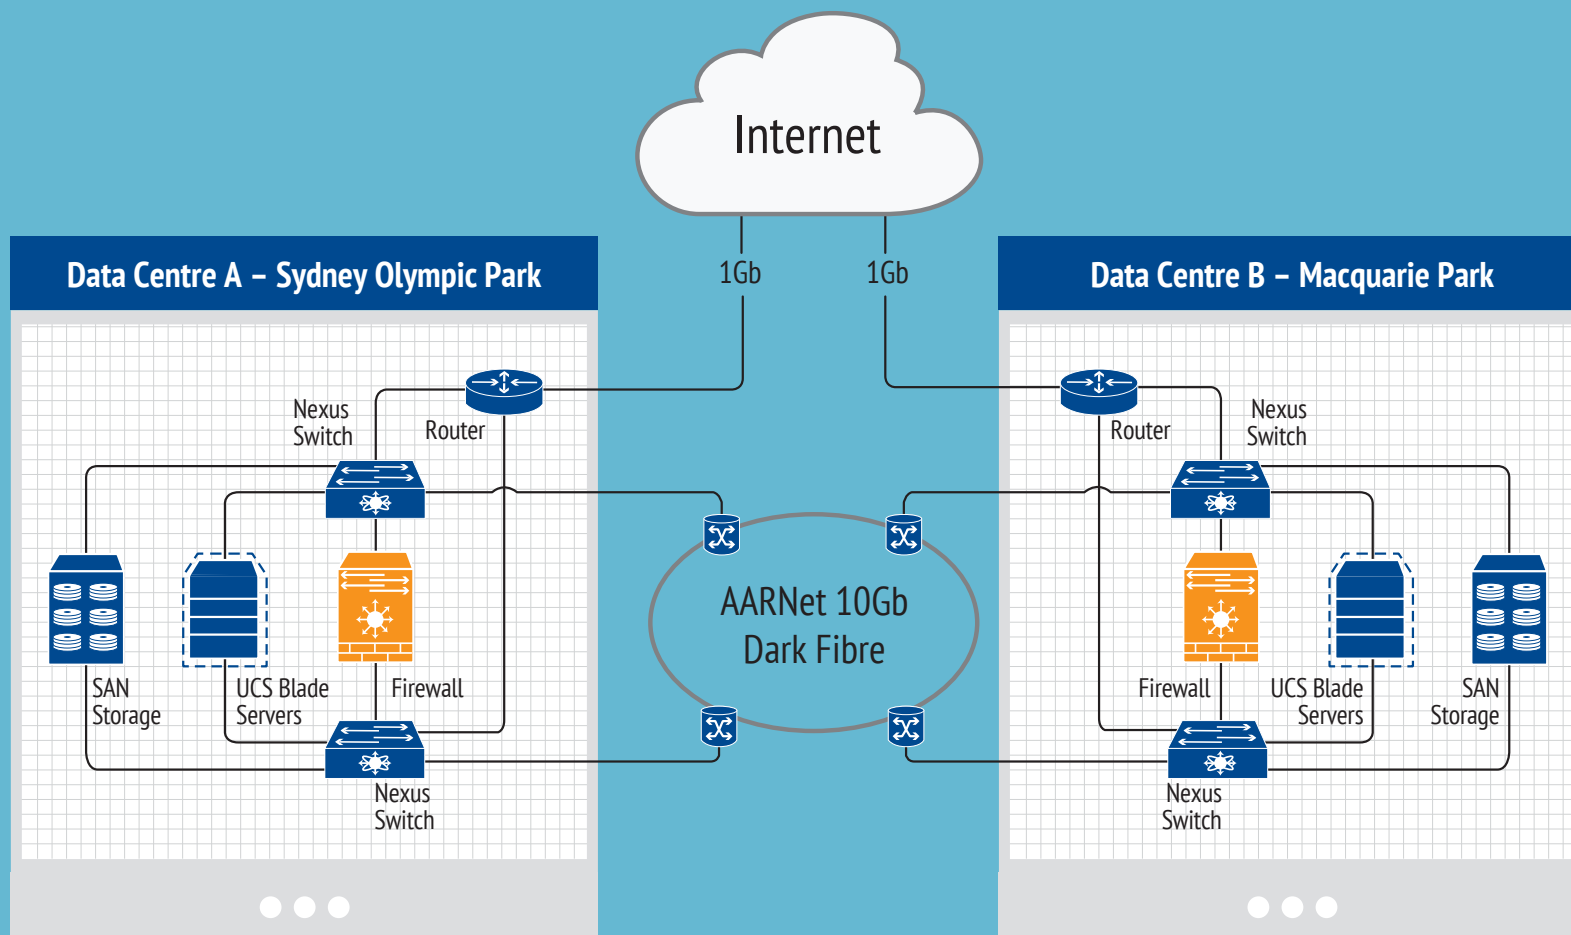 Internet
1Gb
1Gb
Data Centre A – Sydney Olympic Park
Nexus
Switch
Router
SAN
Storage
UCS Blade
Servers
Firewall
Nexus
Switch
AARNet 10Gb
Dark Fibre
Data Centre B – Macquarie Park
Router
Nexus
Switch
Firewall
UCS Blade
Servers
SAN
Storage
Nexus
Switch